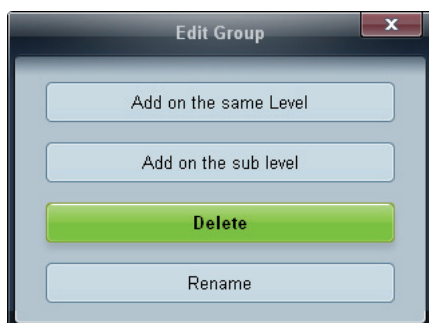 Edit Group
x
Add on the same Level
Add on the sub level
Delete
Rename